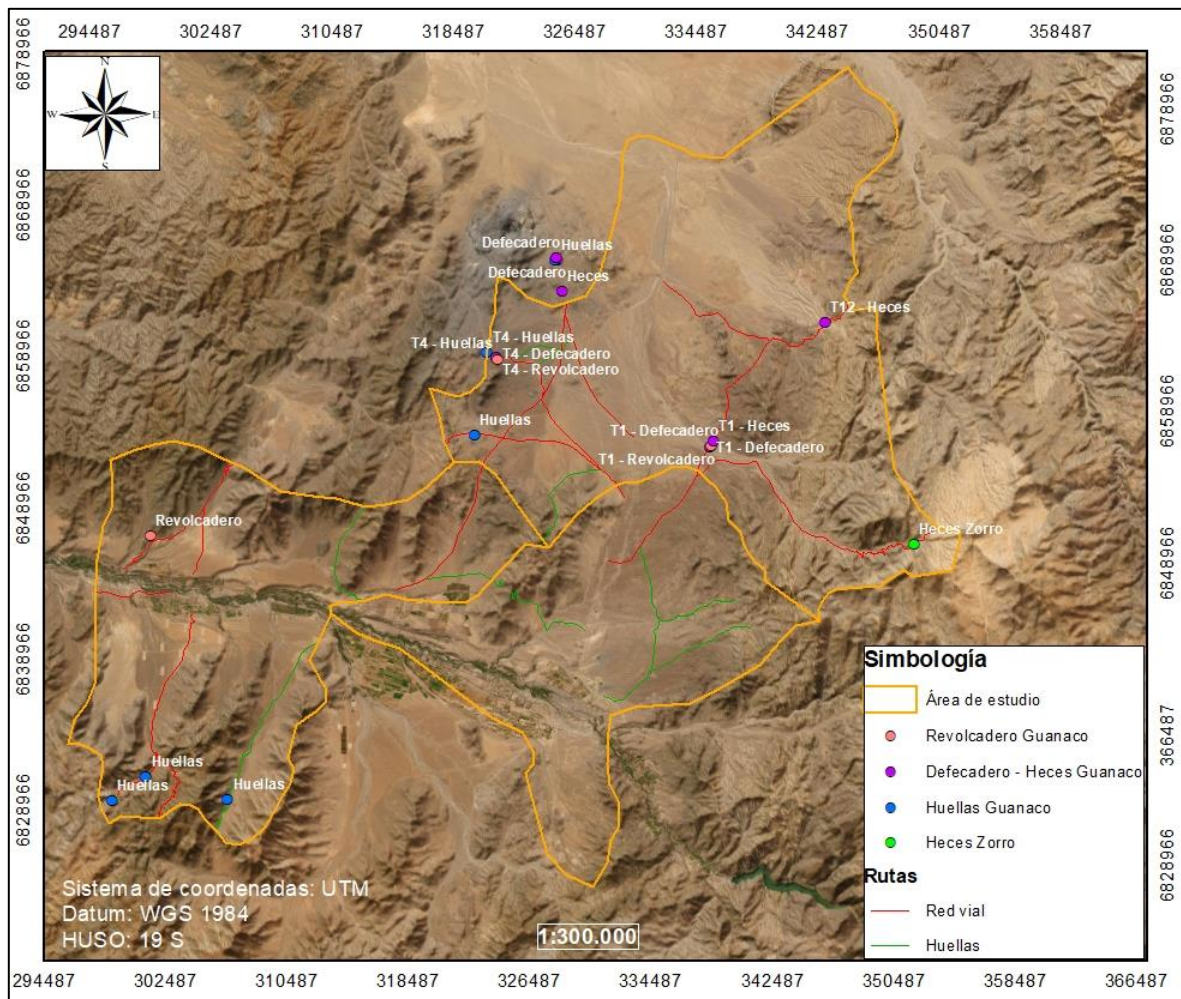 294487 302487 310487 318487 326487 334487 342487 350487 358487
6878966
6878966
N
W E
S
6868966
6868966
Defecadero Huellas
Defecadero Heces
T12 - Heces
T4 - Huellas
T4 - Huellas
T4 - Defecadero
T4 - Revolcadero
6858966
6858966
Huellas
T1 - Heces
T1 - Defecadero
T1 - Defecadero
T1 - Revolcadero
6848966
Revolcadero
Heces Zorro
6848966
6838966
Simbología
Área de estudio
Revolcadero Guanaco
366487
Defecadero - Heces Guanaco
Huellas
Huellas
Huellas
Huellas Guanaco
6828966
Heces Zorro
Rutas
6828966
Sistema de coordenadas: UTM
Datum: WGS 1984
HUSO: 19 S
1:300.000
Red vial
Huellas
294487 302487 310487 318487 326487 334487 342487 350487 358487 366487